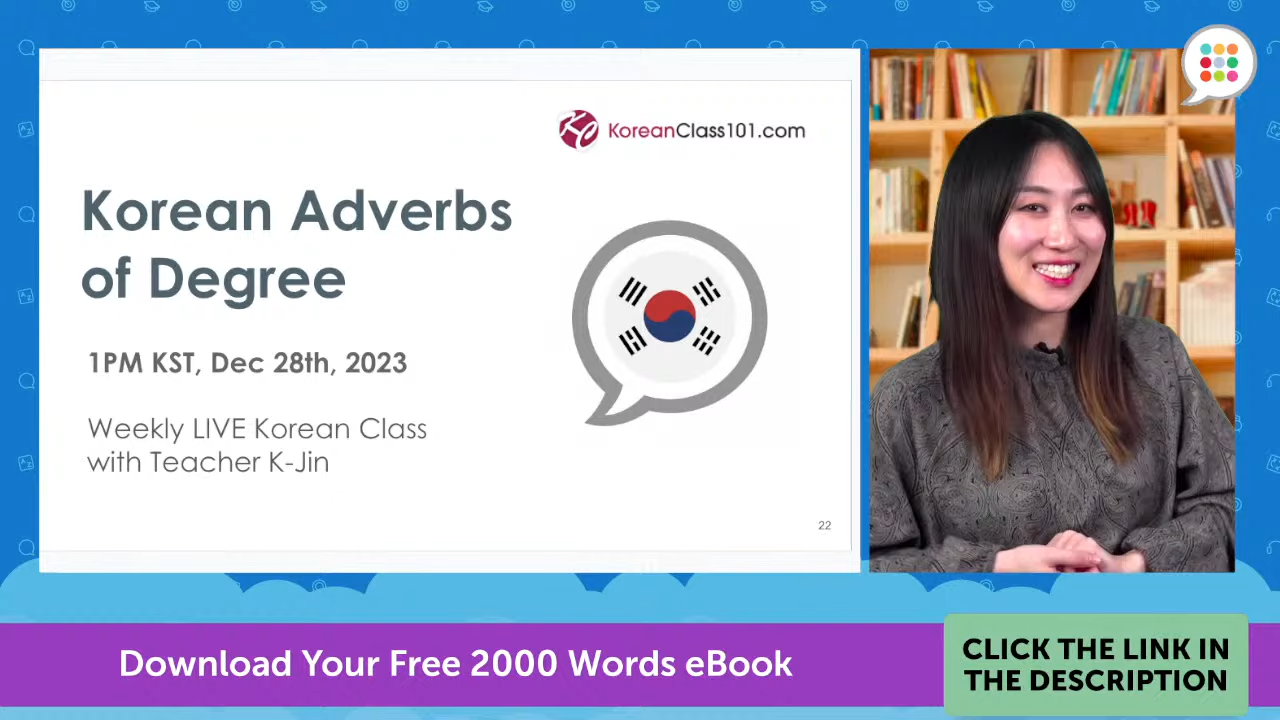 KoreanClass101.com
Korean Adverbs
of Degree
1PM KST, Dec 28th, 2023
Weekly LIVE Korean Class
with Teacher K-Jin
22
Download Your Free 2000 Words eBook
CLICK THE LINK IN
THE DESCRIPTION